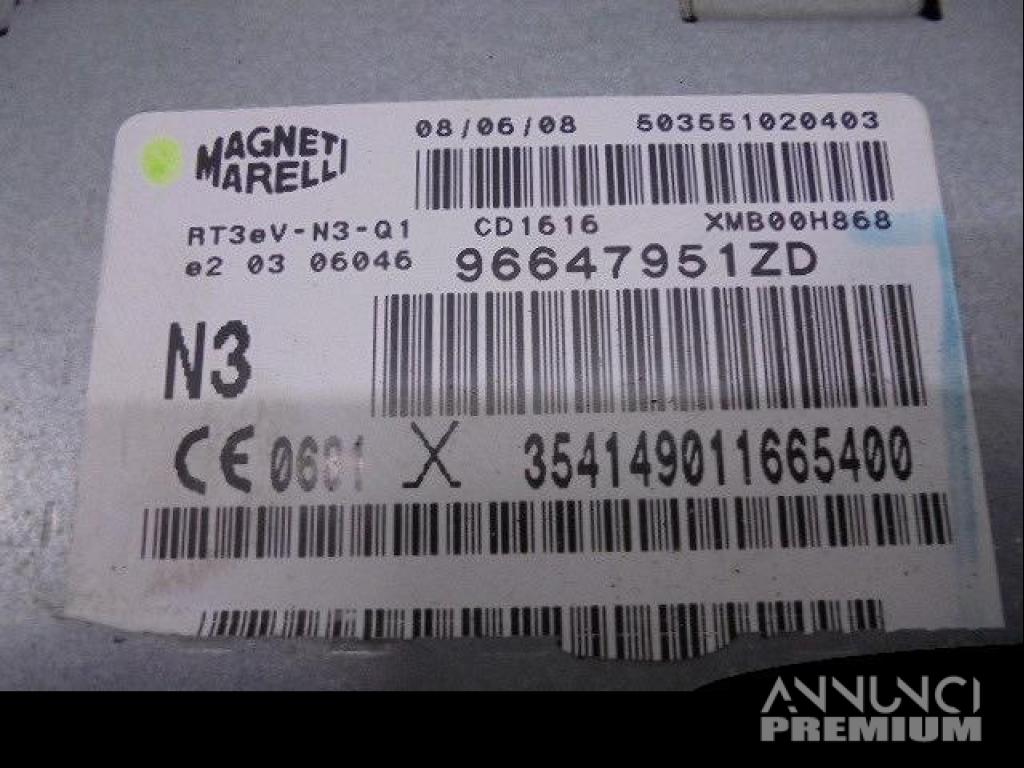 MAGNETI
MARELLI
08/06/08 503551020403
RT3eV-N3-Q1 CD1616 XMB00H868
e2 03 06046 96647951ZD
N3
CE 0681 X 354149011665400
ANNUNCI
PREMIUM